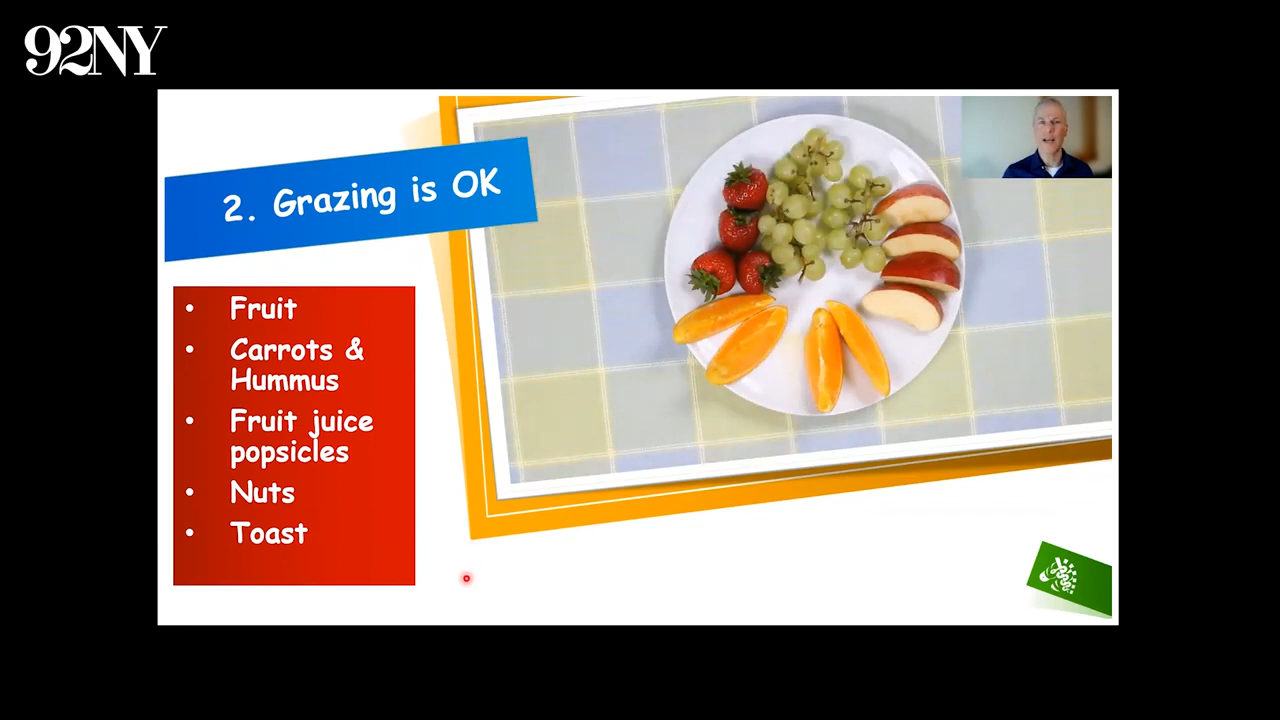 92NY
2. Grazing is OK
• Fruit
• Carrots &
Hummus
• Fruit juice
popsicles
• Nuts
• Toast